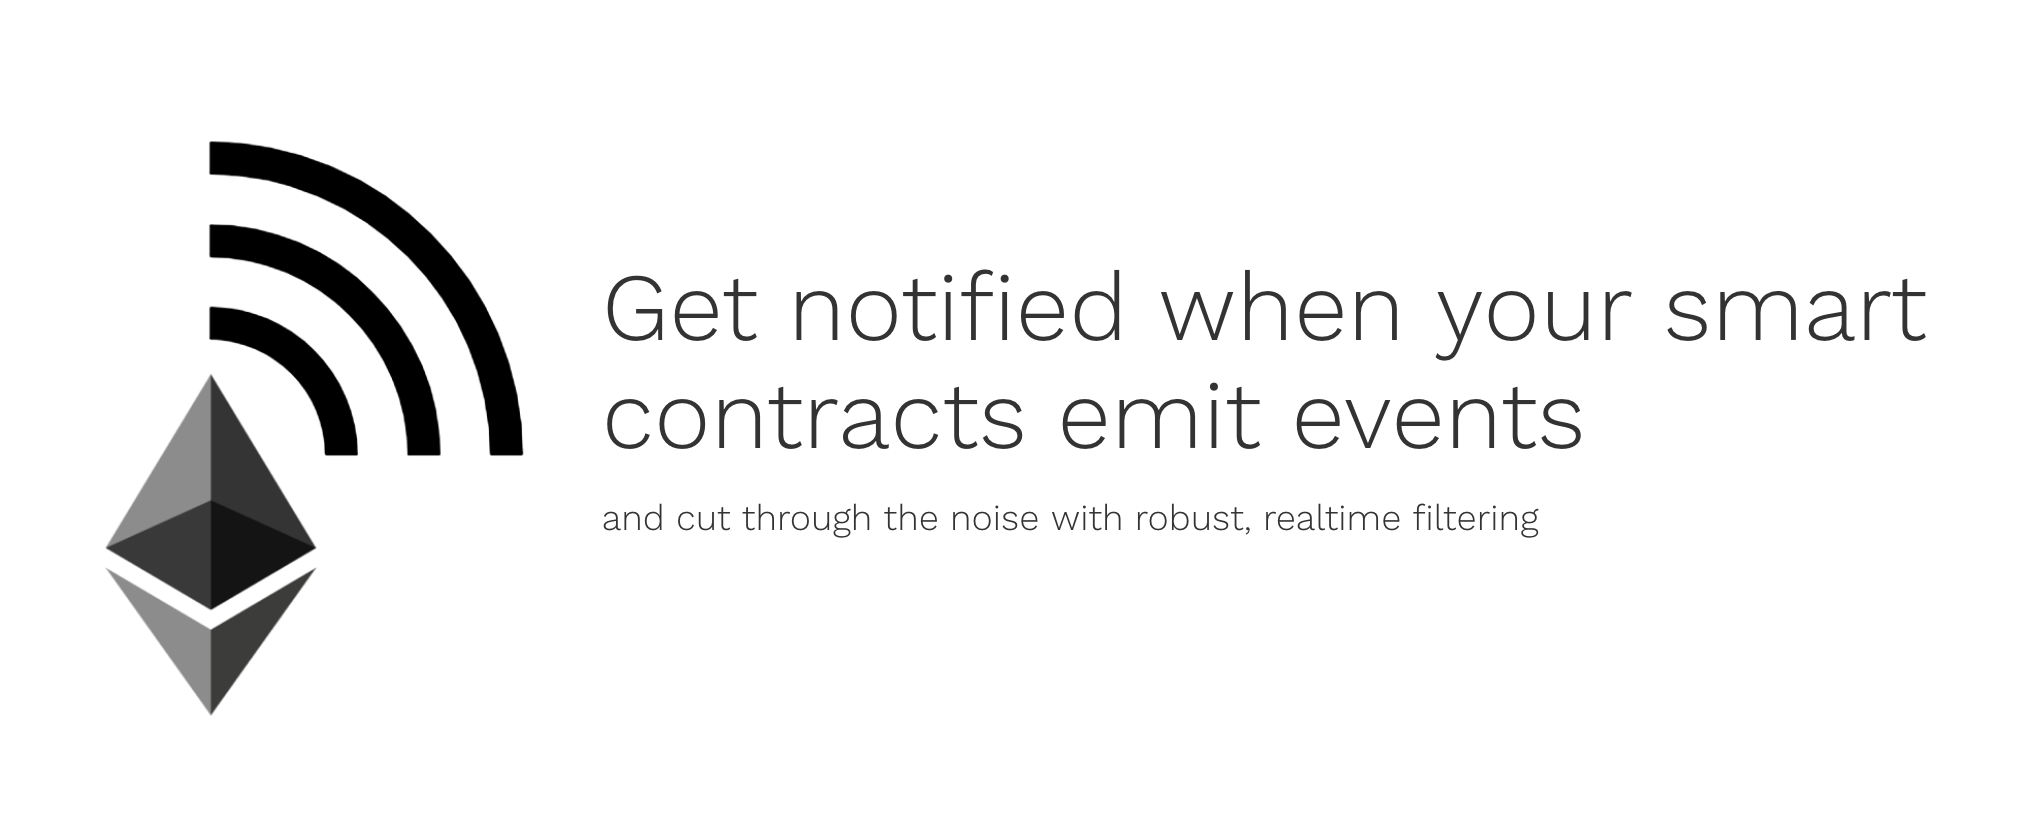 Get notified when your smart
contracts emit events
and cut through the noise with robust, realtime filtering